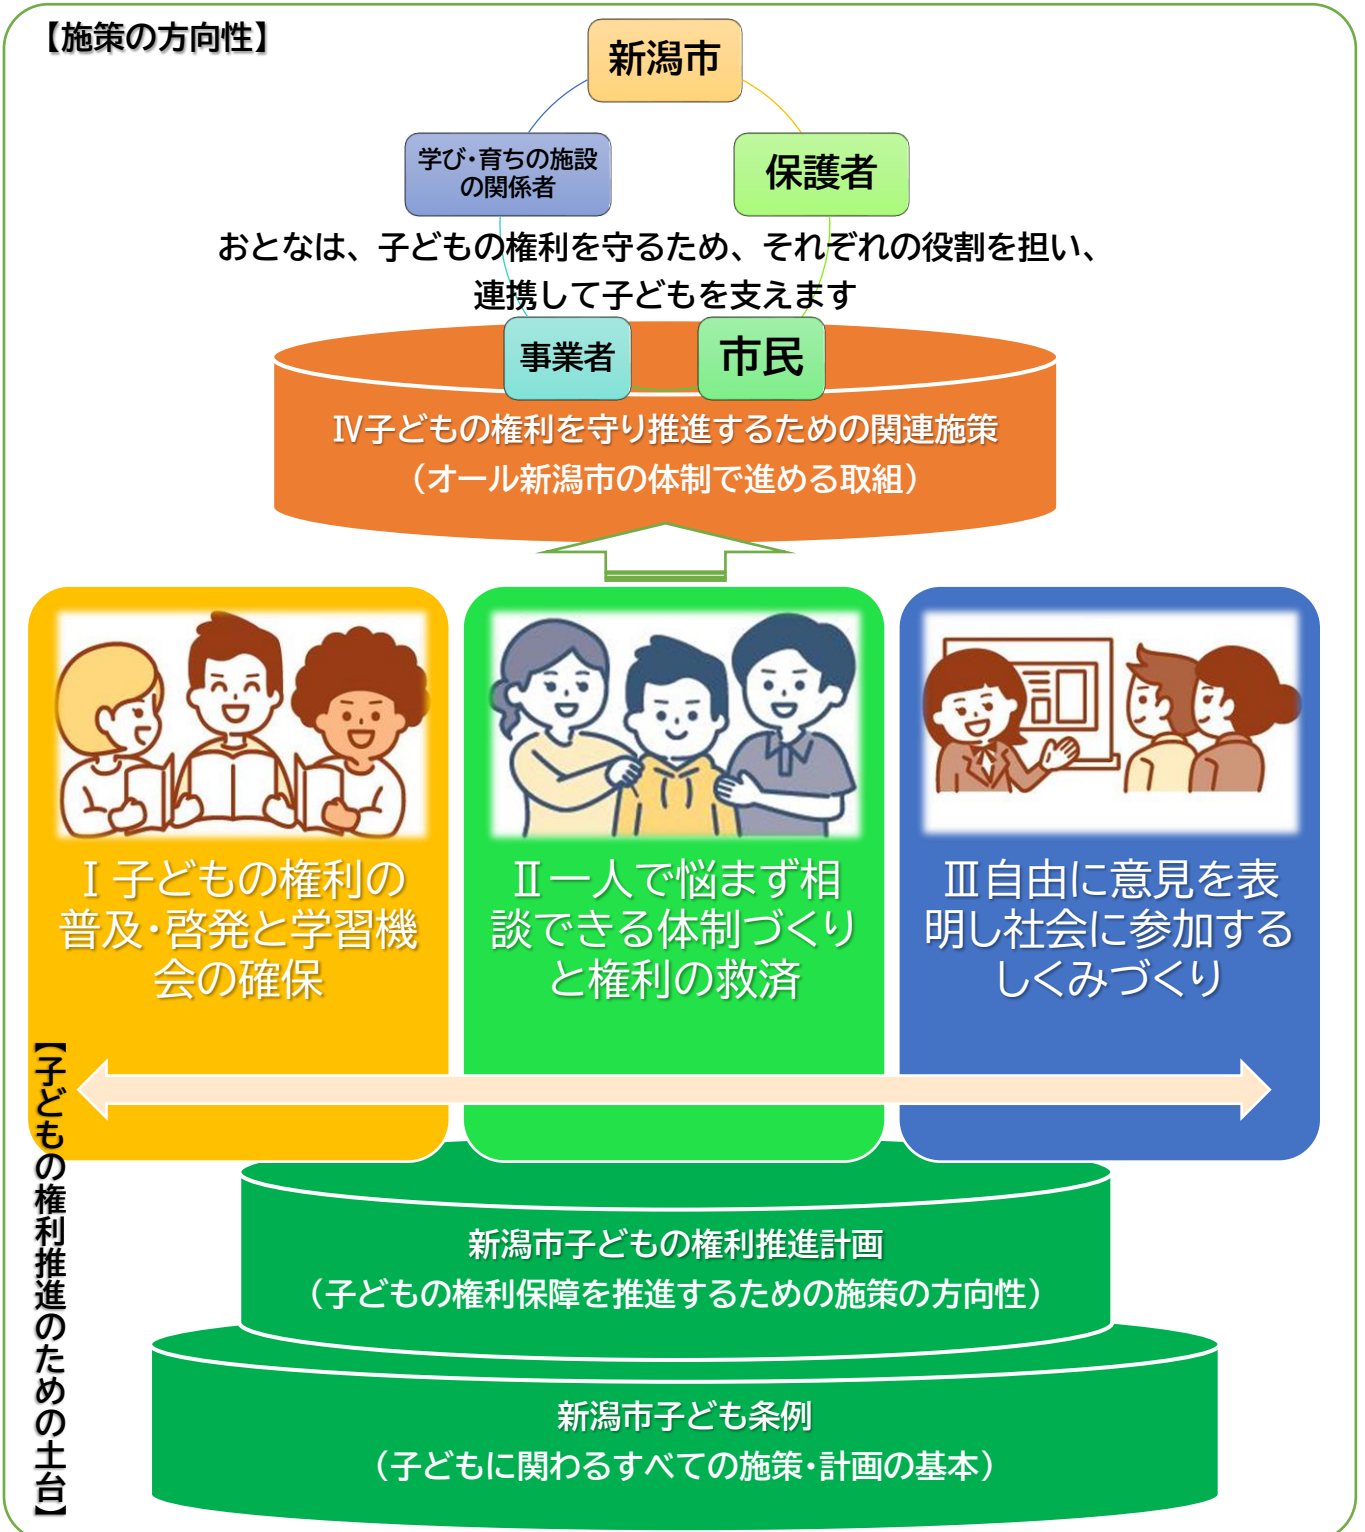 【施策の方向性】
新潟市
学び・育ちの施設
の関係者
保護者
おとなは、子どもの権利を守るため、それぞれの役割を担い、
連携して子どもを支えます
事業者
市民
Ⅳ子どもの権利を守り推進するための関連施策
（オール新潟市の体制で進める取組）
Ⅰ子どもの権利の
普及・啓発と学習機
会の確保
Ⅱ一人で悩まず相
談できる体制づくり
と権利の救済
Ⅲ自由に意見を表
明し社会に参加する
しくみづくり
【子どもの権利推進のための土台】
新潟市子どもの権利推進計画
（子どもの権利保障を推進するための施策の方向性）
新潟市子ども条例
（子どもに関わるすべての施策・計画の基本）